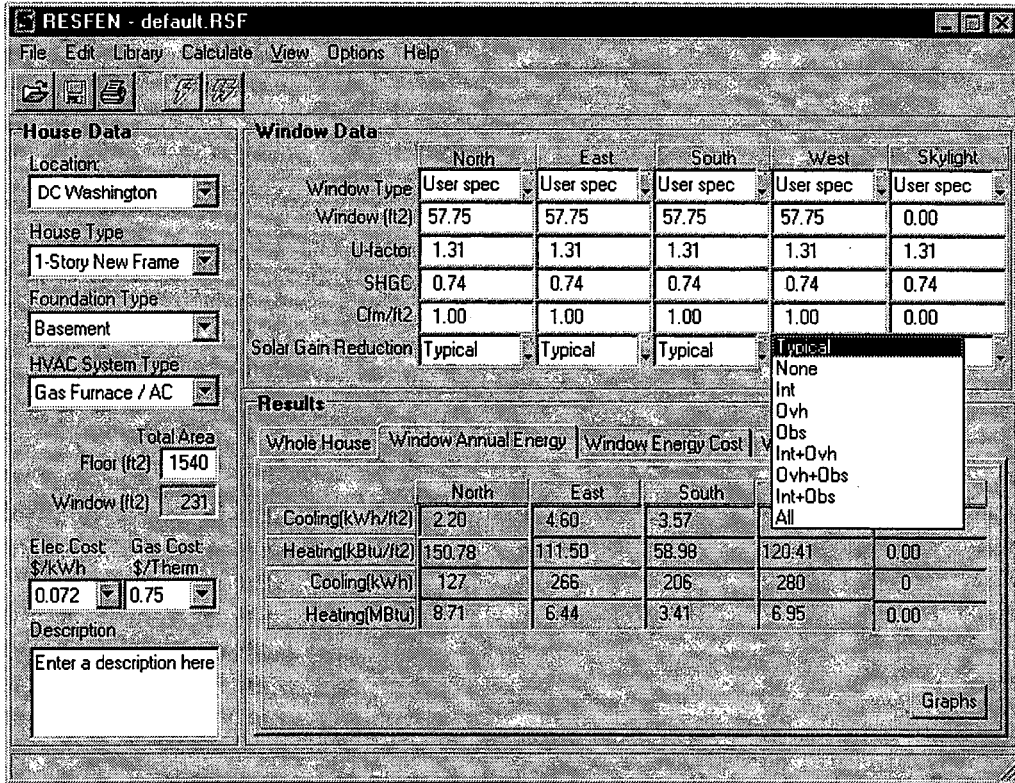 RESFEN - default.RSF
File Edit Library Calculate View Options Help
House Data
Location:
DC Washington
House Type
1-Story New Frame
Foundation Type
Basement
HVAC System Type
Gas Furnace / AC
Total Area
Floor (ft2) 1540
Window (ft2) 231
Elec.Cost Gas Cost
$/kWh $/Therm
0.072 0.75
Description
Enter a description here
Window Data
North East South West Skylight
Window Type User spec User spec User spec User spec User spec
Window (ft2) 57.75 57.75 57.75 57.75 0.00
U-factor 1.31 1.31 1.31 1.31 1.31
SHGC 0.74 0.74 0.74 0.74 0.74
Cfm/ft2 1.00 1.00 1.00 1.00 0.00
Solar Gain Reduction Typical Typical Typical
Typical
None
Int
Ovh
Obs
Int+Ovh
Ovh+Obs
Int+Obs
All
Results
Whole House Window Annual Energy Window Energy Cost
North East South
Cooling(kWh/ft2) 2.20 4.60 3.57
Heating(kBtu/ft2) 150.78 111.50 58.98 120.41 0.00
Cooling(kWh) 127 266 206 280 0
Heating(MBtu) 8.71 6.44 3.41 6.95 0.00
Graphs